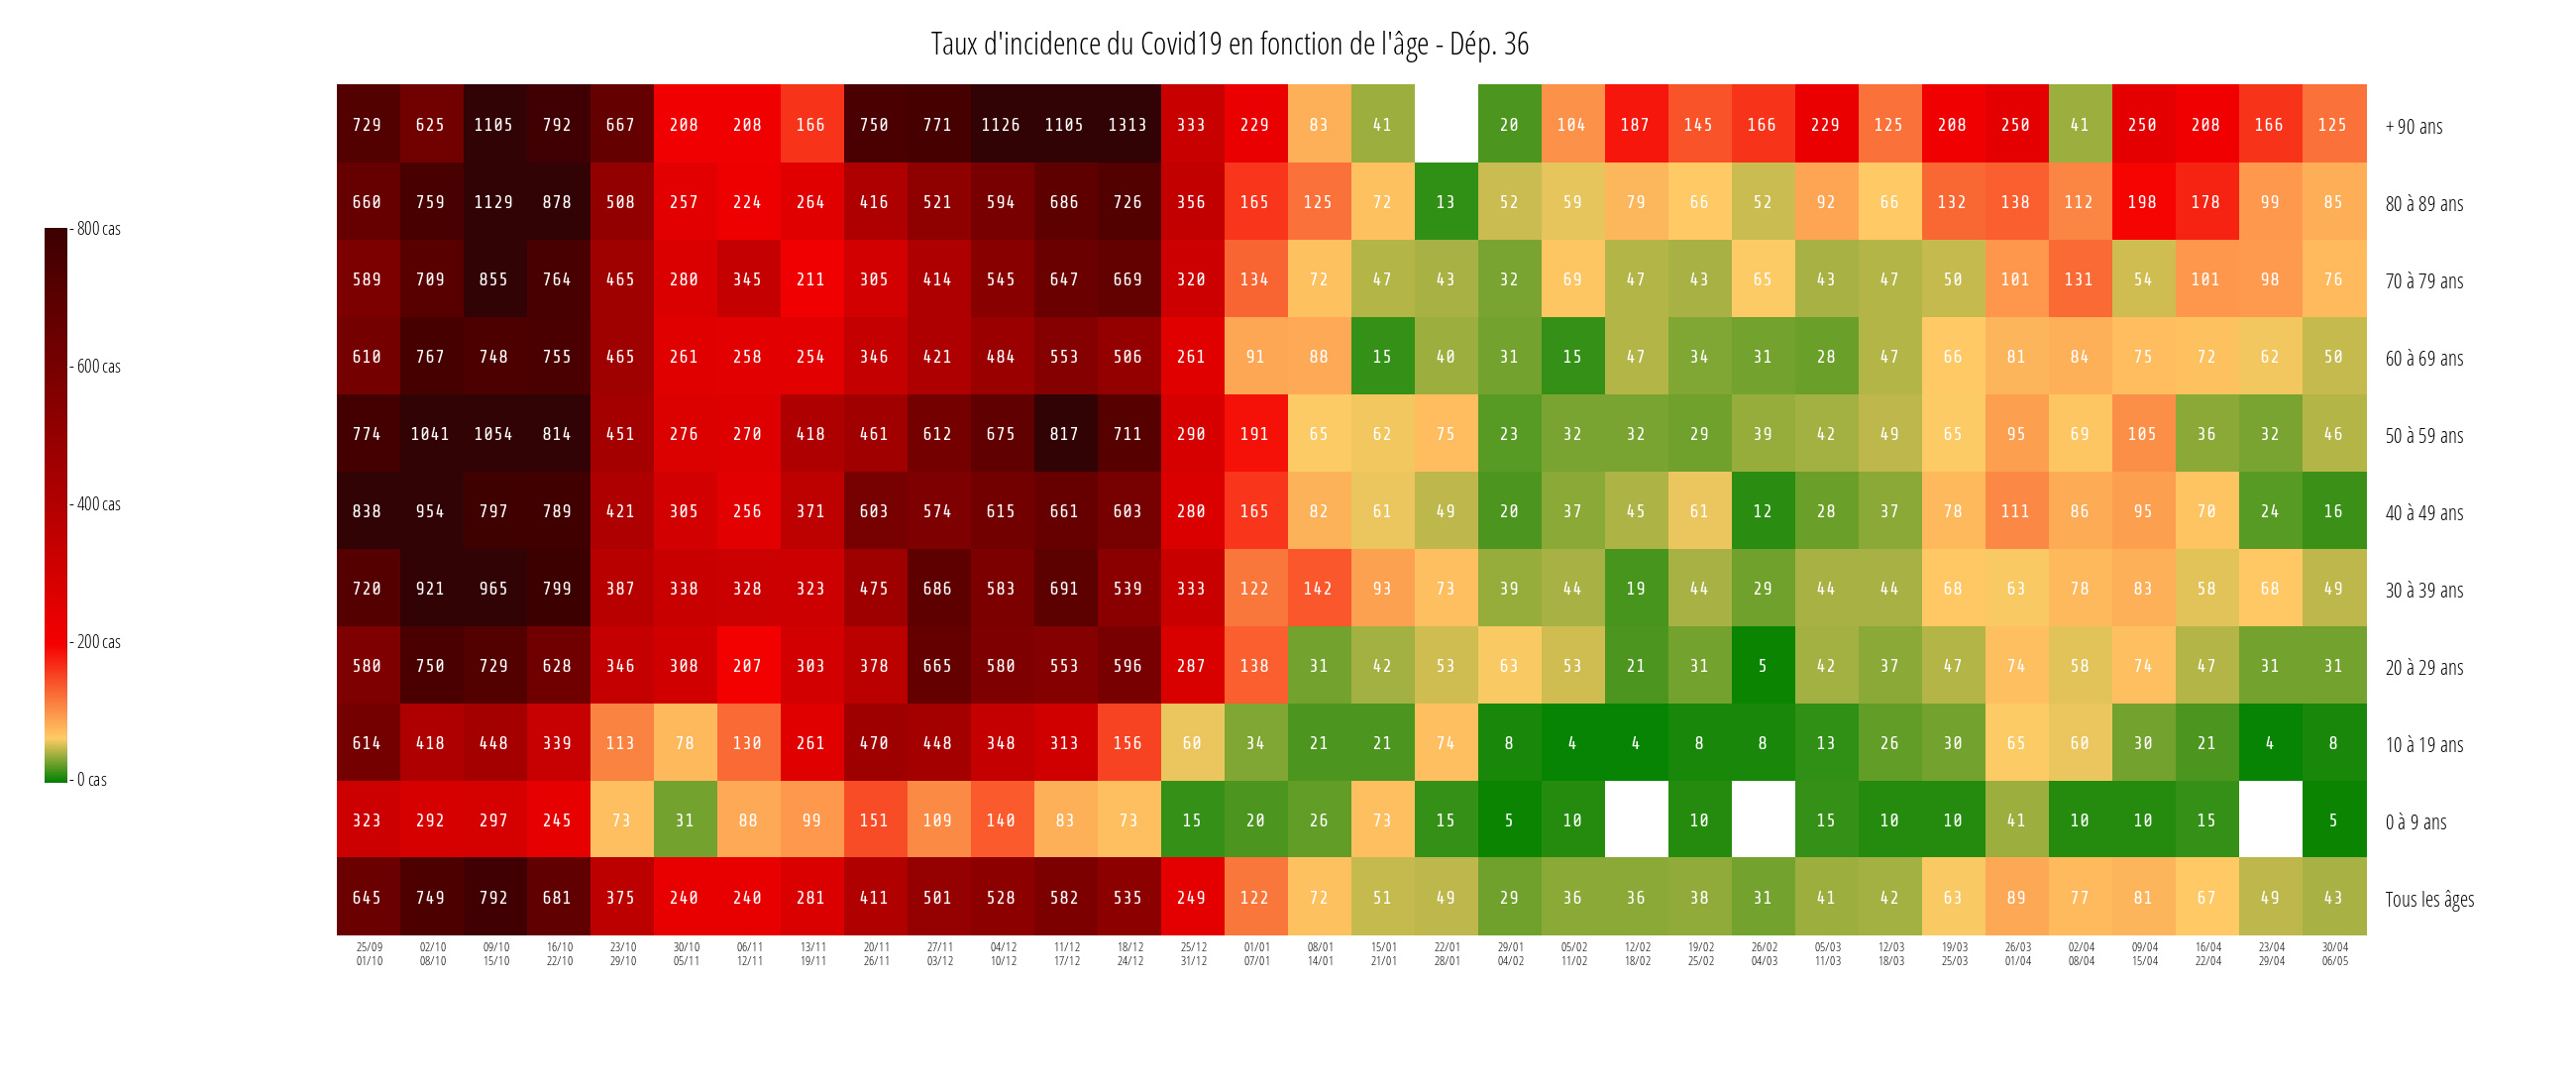 Taux d'incidence du Covid19 en fonction de l'âge - Dép. 36
729 625 1105 792 667 208 208 166 750 771 1126 1105 1313 333 229 83 41 20 104 187 145 166 229 125 208 250 41 250 208 166 125 + 90 ans
660 759 1129 878 508 257 224 264 416 521 594 686 726 356 165 125 72 13 52 59 79 66 52 92 66 132 138 112 198 178 99 85 80 à 89 ans
- 800 cas
589 709 855 764 465 280 345 211 305 414 545 647 669 320 134 72 47 43 32 69 47 43 65 43 47 50 101 131 54 101 98 76 70 à 79 ans
610 767 748 755 465 261 258 254 346 421 484 553 506 261 91 88 15 40 31 15 47 34 31 28 47 66 81 84 75 72 62 50 60 à 69 ans
- 600 cas
774 1041 1054 814 451 276 270 418 461 612 675 817 711 290 191 65 62 75 23 32 32 29 39 42 49 65 95 69 105 36 32 46 50 à 59 ans
- 400 cas
838 954 797 789 421 305 256 371 603 574 615 661 603 280 165 82 61 49 20 37 45 61 12 28 37 78 111 86 95 70 24 16 40 à 49 ans
720 921 965 799 387 338 328 323 475 686 583 691 539 333 122 142 93 73 39 44 19 44 29 44 44 68 63 78 83 58 68 49 30 à 39 ans
- 200 cas
580 750 729 628 346 308 207 303 378 665 580 553 596 287 138 31 42 53 63 53 21 31 5 42 37 47 74 58 74 47 31 31 20 à 29 ans
614 418 448 339 113 78 130 261 470 448 348 313 156 60 34 21 21 74 8 4 4 8 8 13 26 30 65 60 30 21 4 8 10 à 19 ans
- 0 cas
323 292 297 245 73 31 88 99 151 109 140 83 73 15 20 26 73 15 5 10 10 15 10 10 41 10 10 15 5 0 à 9 ans
645 749 792 681 375 240 240 281 411 501 528 582 535 249 122 72 51 49 29 36 36 38 31 41 42 63 89 77 81 67 49 43 Tous les âges
25/09 02/10 09/10 16/10 23/10 30/10 06/11 13/11 20/11 27/11 04/12 11/12 18/12 25/12 01/01 08/01 15/01 22/01 29/01 05/02 12/02 19/02 26/02 05/03 12/03 19/03 26/03 02/04 09/04 16/04 23/04 30/04
01/10 08/10 15/10 22/10 29/10 05/11 12/11 19/11 26/11 03/12 10/12 17/12 24/12 31/12 07/01 14/01 21/01 28/01 04/02 11/02 18/02 25/02 04/03 11/03 18/03 25/03 01/04 08/04 15/04 22/04 29/04 06/05